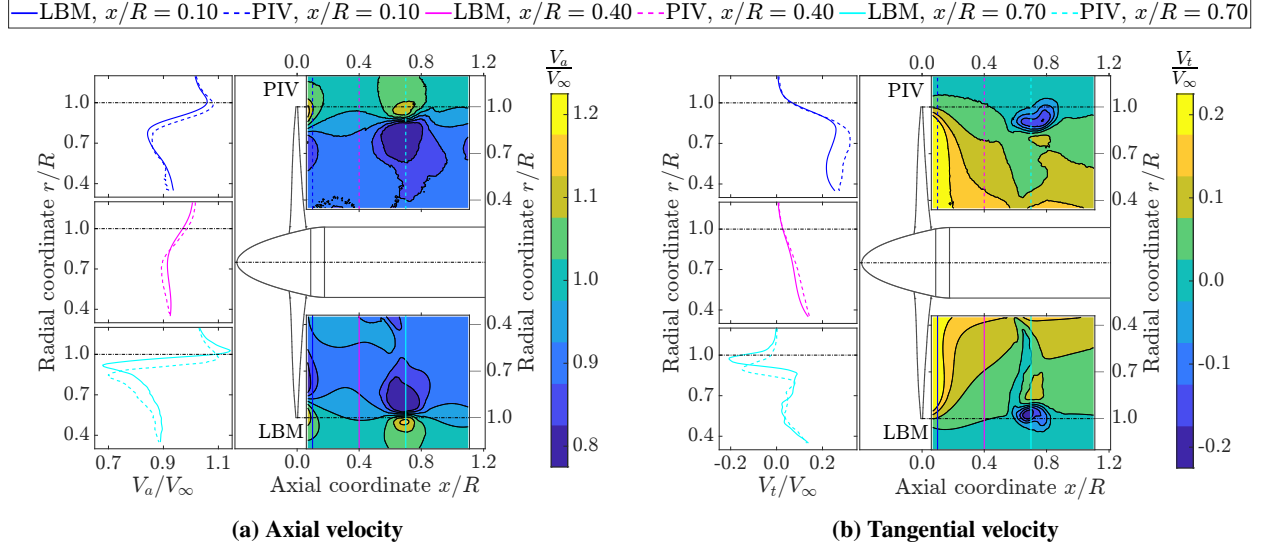 LBM, x/R = 0.10 PIV, x/R = 0.10 LBM, x/R = 0.40 PIV, x/R = 0.40 LBM, x/R = 0.70 PIV, x/R = 0.70
0.0 0.4 0.8 1.2
V_a/V_∞
PIV
1.0
0.7
0.4
1.0
0.7
0.4
1.0
0.7
0.4
Radial coordinate r/R
1.0
0.7
0.4
0.4
0.7
1.0
Radial coordinate r/R
LBM
1.2
1.1
1.0
0.9
0.8
0.7 0.9 1.1
V_a/V_∞
0.0 0.4 0.8 1.2
Axial coordinate x/R
(a) Axial velocity
0.0 0.4 0.8 1.2
V_t/V_∞
PIV
1.0
0.7
0.4
1.0
0.7
0.4
1.0
0.7
0.4
Radial coordinate r/R
1.0
0.7
0.4
0.4
0.7
1.0
Radial coordinate r/R
LBM
0.2
0.1
0.0
-0.1
-0.2
-0.2 0.0 0.2
V_t/V_∞
0.0 0.4 0.8 1.2
Axial coordinate x/R
(b) Tangential velocity